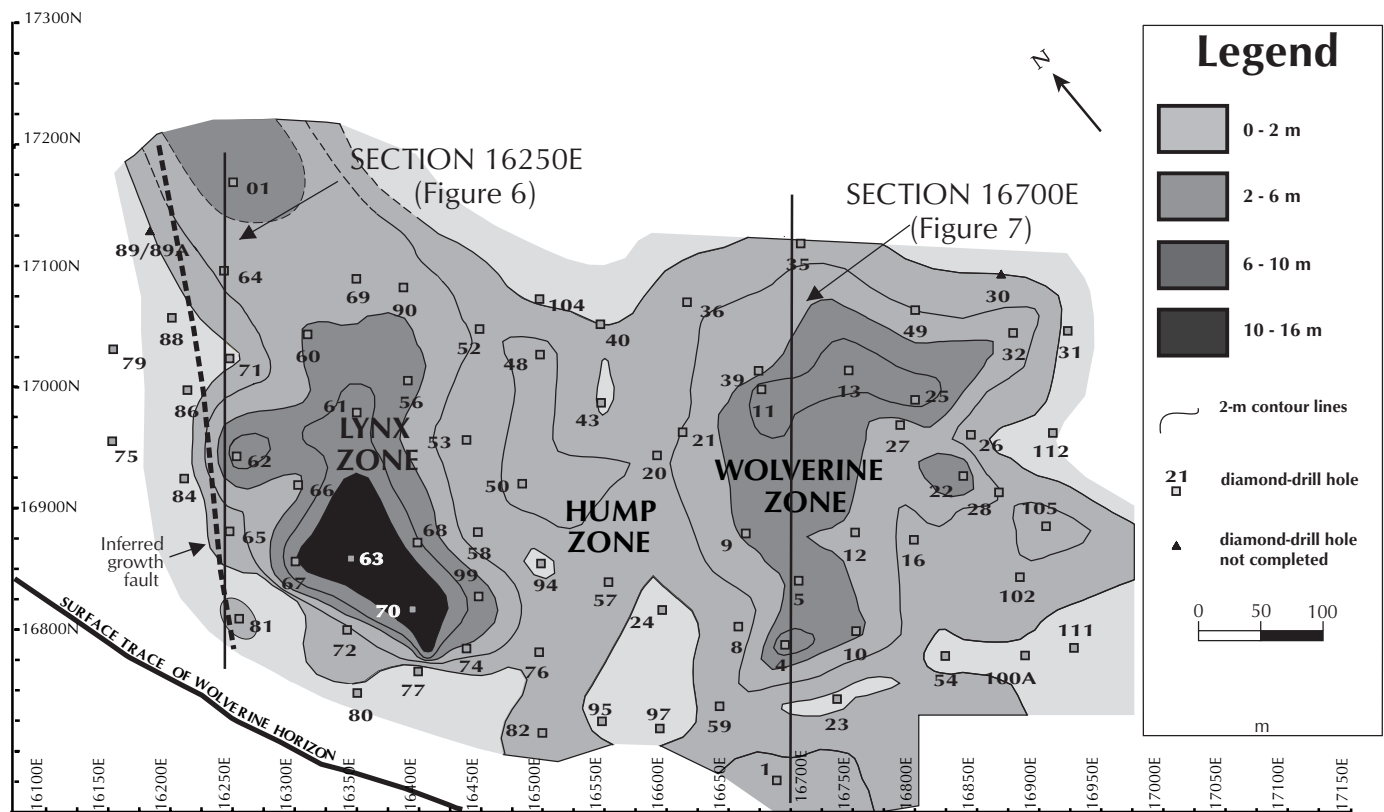 17300N
17200N
17100N
17000N
16900N
16800N
N
SECTION 16250E
(Figure 6)
SECTION 16700E
(Figure 7)
01
89/89A
64
69
90
104
40
36
35
30
88
79
71
60
52
48
49
32
31
86
61
56
43
39
11
13
25
LYNX
ZONE
75
62
53
21
27
26
112
84
66
50
20
WOLVERINE
ZONE
22
28
105
HUMP
ZONE
65
68
58
9
12
16
Inferred
growth
fault
67
63
99
94
57
5
102
70
81
72
74
76
24
8
4
10
54
100A
111
77
80
82
95
97
59
23
1
SURFACE TRACE OF WOLVERINE HORIZON
16100E
16150E
16200E
16250E
16300E
16350E
16400E
16450E
16500E
16550E
16600E
16650E
16700E
16750E
16800E
16850E
16900E
16950E
17000E
17050E
17100E
17150E
Legend
0 - 2 m
2 - 6 m
6 - 10 m
10 - 16 m
2-m contour lines
21
diamond-drill hole
diamond-drill hole
not completed
0 50 100
m